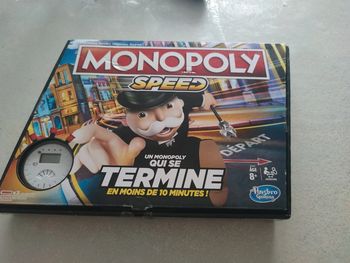 MONOPOLY
SPEED
DÉPART
UN MONOPOLY
QUI SE
TERMINE
EN MOINS DE 10 MINUTES !
8+
Hasbro
Gaming